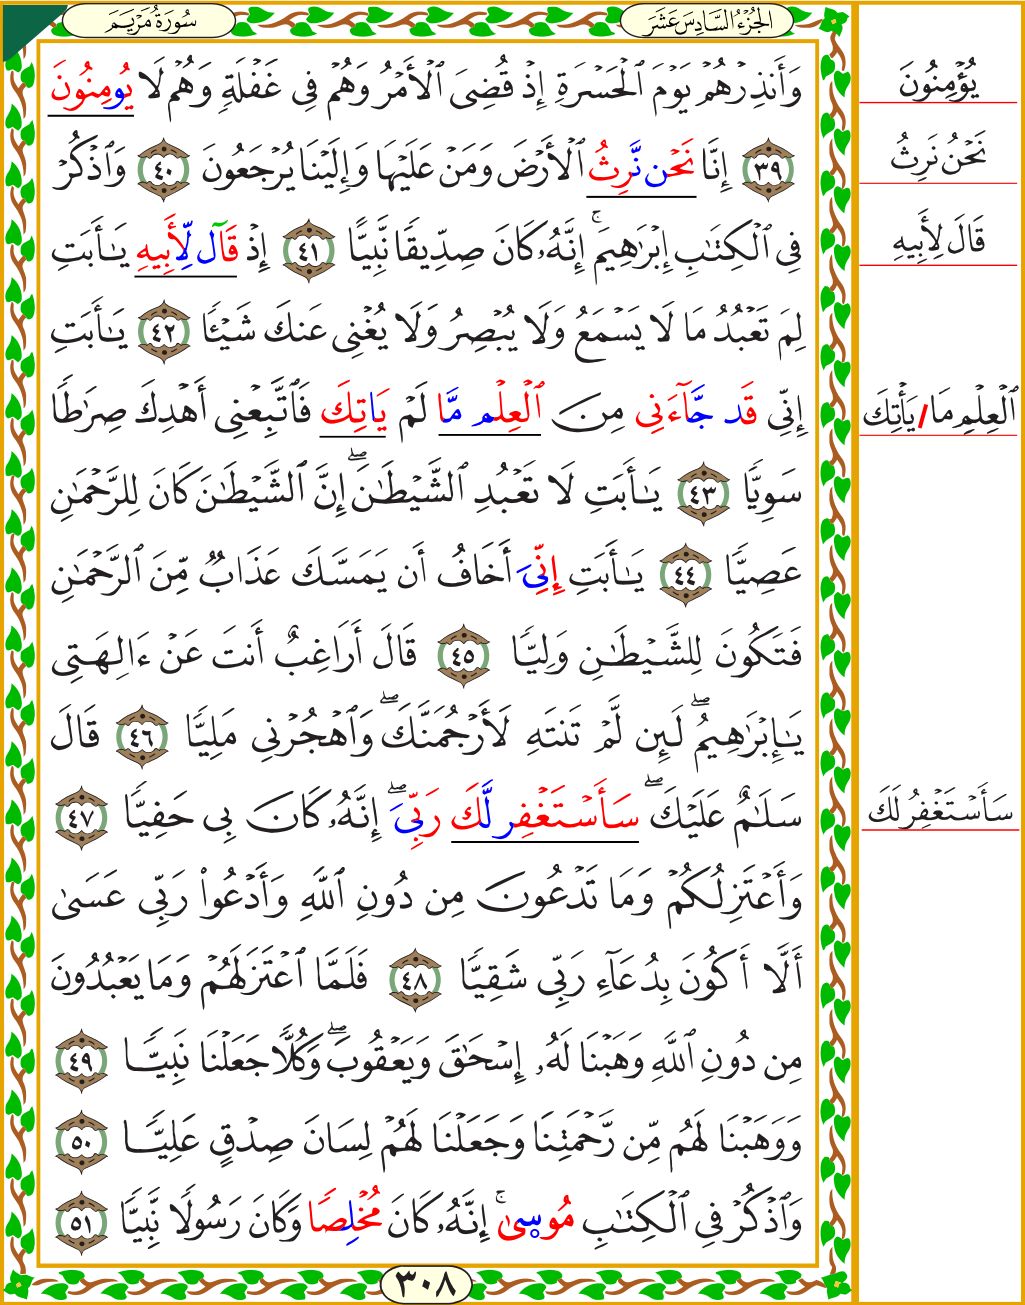 الجُزْءُ السَّادِسَ عَشَرَ
سُورَةُ مَرْيَمَ
وَأَنذِرْهُمْ يَوْمَ ٱلْحَسْرَةِ إِذْ قُضِىَ ٱلْأَمْرُ وَهُمْ فِى غَفْلَةٍ وَهُمْ لَا يُومِنُونَ
يُؤْمِنُونَ
﴿٣٩﴾ إِنَّا نَحْن نَّرِثُ ٱلْأَرْضَ وَمَنْ عَلَيْهَا وَإِلَيْنَا يُرْجَعُونَ ﴿٤٠﴾ وَٱذْكُرْ
نَحْنُ نَرِثُ
فِى ٱلْكِتَٰبِ إِبْرَٰهِيمَۚ إِنَّهُۥ كَانَ صِدِّيقًا نَّبِيًّا ﴿٤١﴾ إِذْ قَآل لِّأَبِيهِ يَٰٓأَبَتِ
قَالَ لِأَبِيهِ
لِمَ تَعْبُدُ مَا لَا يَسْمَعُ وَلَا يُبْصِرُ وَلَا يُغْنِى عَنكَ شَيْـًٔا ﴿٤٢﴾ يَٰٓأَبَتِ
إِنِّى قَد جَّآءَنِى مِنَ ٱلْعِلْم مَّا لَمْ يَاتِكَ فَٱتَّبِعْنِى أَهْدِكَ صِرَٰطًا
ٱلْعِلْمِ مَا/يَأْتِكَ
سَوِيًّا ﴿٤٣﴾ يَٰٓأَبَتِ لَا تَعْبُدِ ٱلشَّيْطَٰنَۖ إِنَّ ٱلشَّيْطَٰنَ كَانَ لِلرَّحْمَٰنِ
عَصِيًّا ﴿٤٤﴾ يَٰٓأَبَتِ إِنِّىَ أَخَافُ أَن يَمَسَّكَ عَذَابٌ مِّنَ ٱلرَّحْمَٰنِ
فَتَكُونَ لِلشَّيْطَٰنِ وَلِيًّا ﴿٤٥﴾ قَالَ أَرَاغِبٌ أَنتَ عَنْ ءَالِهَتِى
يَٰٓإِبْرَٰهِيمُۖ لَئِن لَّمْ تَنتَهِ لَأَرْجُمَنَّكَۖ وَٱهْجُرْنِى مَلِيًّا ﴿٤٦﴾ قَالَ
سَلَٰمٌ عَلَيْكَۖ سَأَسْتَغْفِر لَّكَ رَبِّىَۖ إِنَّهُۥ كَانَ بِى حَفِيًّا ﴿٤٧﴾
سَأَسْتَغْفِرُ لَكَ
وَأَعْتَزِلُكُمْ وَمَا تَدْعُونَ مِن دُونِ ٱللَّهِ وَأَدْعُوا۟ رَبِّى عَسَىٰ
أَلَّا أَكُونَ بِدُعَآءِ رَبِّى شَقِيًّا ﴿٤٨﴾ فَلَمَّا ٱعْتَزَلَهُمْ وَمَا يَعْبُدُونَ
مِن دُونِ ٱللَّهِ وَهَبْنَا لَهُۥ إِسْحَٰقَ وَيَعْقُوبَۖ وَكُلًّا جَعَلْنَا نَبِيًّا ﴿٤٩﴾
وَوَهَبْنَا لَهُم مِّن رَّحْمَتِنَا وَجَعَلْنَا لَهُمْ لِسَانَ صِدْقٍ عَلِيًّا ﴿٥٠﴾
وَٱذْكُرْ فِى ٱلْكِتَٰبِ مُوسِىٰۚ إِنَّهُۥ كَانَ مُخْلِصًا وَكَانَ رَسُولًا نَّبِيًّا ﴿٥١﴾
٣٠٨